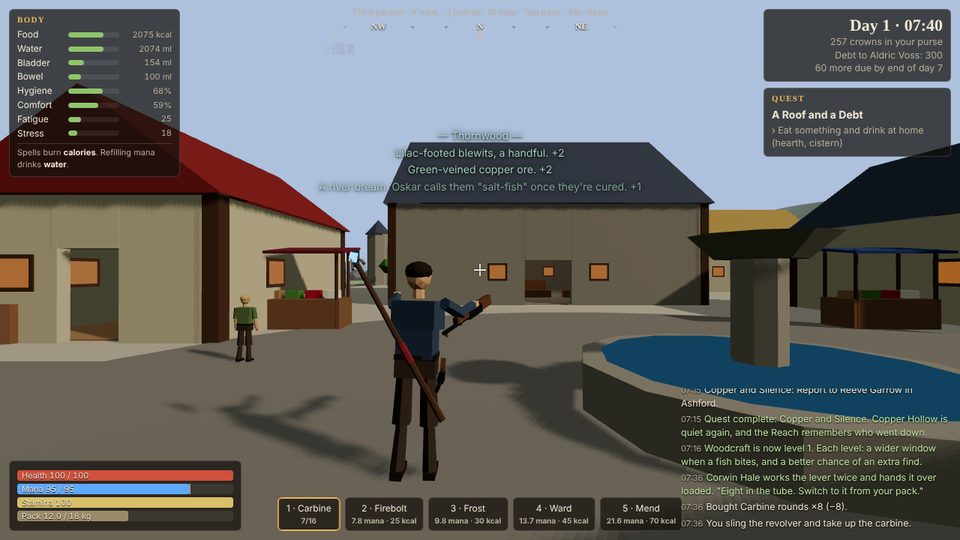 BODY
Food 2075 kcal
Water 2074 ml
Bladder 154 ml
Bowel 100 ml
Hygiene 68%
Comfort 59%
Fatigue 25
Stress 18
Spells burn calories. Refilling mana
drinks water.
Third person · V view · J journal · M map · Tab pack · Esc menu
NW N NE
— Thornwood —
Lilac-footed blewits, a handful. +2
Green-veined copper ore. +2
A river bream. Oskar calls them "salt-fish" once they're cured. +1
Day 1 · 07:40
257 crowns in your purse
Debt to Aldric Voss: 300
60 more due by end of day 7
QUEST
A Roof and a Debt
› Eat something and drink at home
(hearth, cistern)
07:15 Copper and Silence: Report to Reeve Garrow in
Ashford.
07:15 Quest complete: Copper and Silence. Copper Hollow is
quiet again, and the Reach remembers who went down.
07:16 Woodcraft is now level 1. Each level: a wider window
when a fish bites, and a better chance of an extra find.
07:36 Corwin Hale works the lever twice and hands it over
loaded. "Eight in the tube. Switch to it from your pack."
07:36 Bought Carbine rounds ×8 (−8).
07:36 You sling the revolver and take up the carbine.
Health 100 / 100
Mana 95 / 95
Stamina 100
Pack 12.0 / 18 kg
1 · Carbine
7/16
2 · Firebolt
7.8 mana · 25 kcal
3 · Frost
9.8 mana · 30 kcal
4 · Ward
13.7 mana · 45 kcal
5 · Mend
21.6 mana · 70 kcal